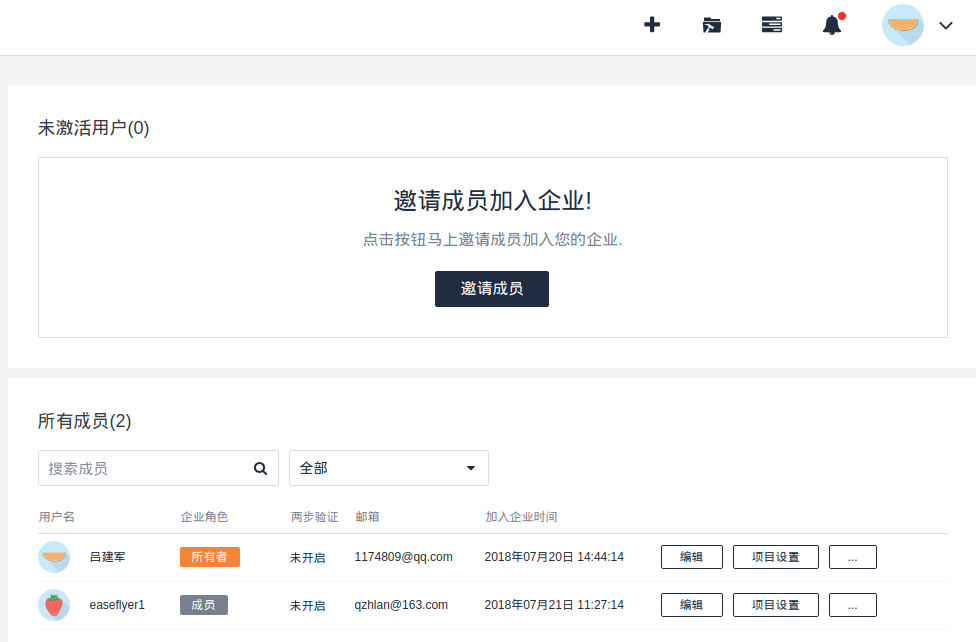 未激活用户(0)
邀请成员加入企业!
点击按钮马上邀请成员加入您的企业.
邀请成员
所有成员(2)
搜索成员 全部
用户名 企业角色 两步验证 邮箱 加入企业时间
吕建军 所有者 未开启 1174809@qq.com 2018年07月20日 14:44:14 编辑 项目设置 ...
easeflyer1 成员 未开启 qzhlan@163.com 2018年07月21日 11:27:14 编辑 项目设置 ...